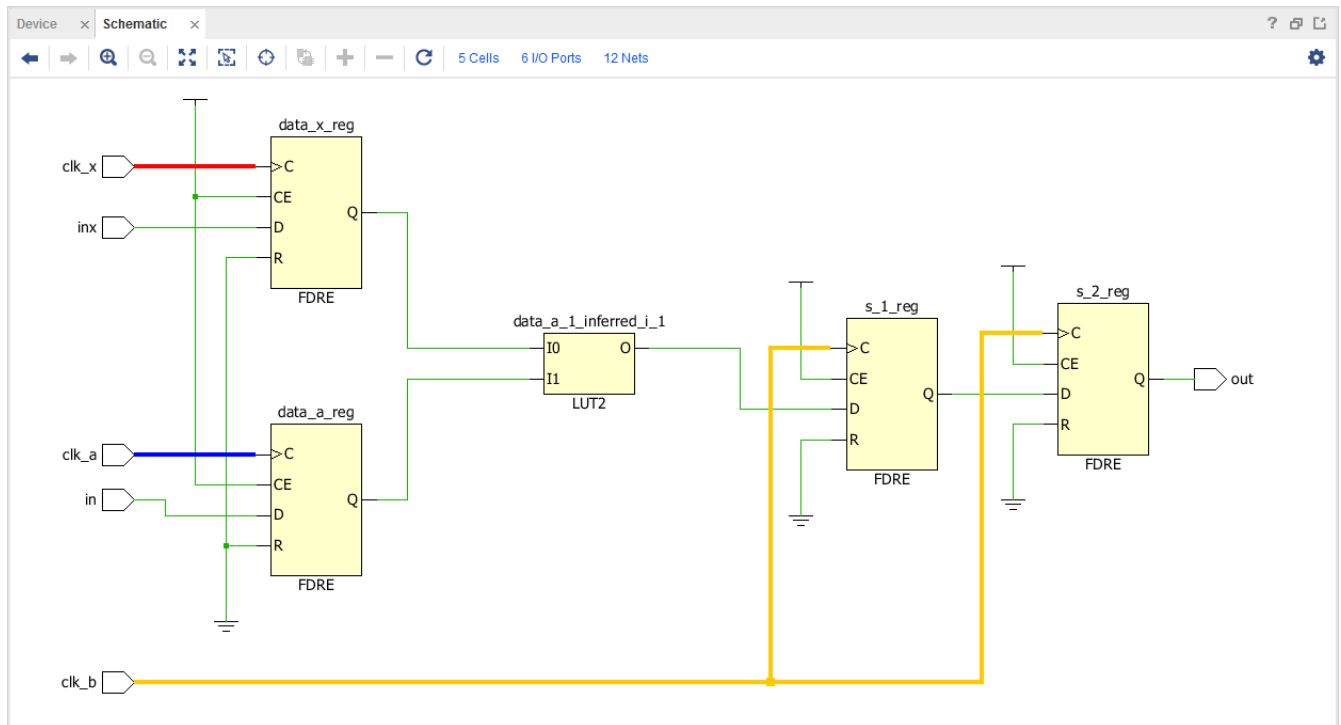 Device × Schematic × ?
5 Cells 6 I/O Ports 12 Nets
data_x_reg
clk_x
C
CE
inx
D
Q
R
FDRE
data_a_1_inferred_i_1
I0
O
I1
LUT2
data_a_reg
clk_a
C
CE
in
D
Q
R
FDRE
s_1_reg
C
CE
D
Q
R
FDRE
s_2_reg
C
CE
D
Q
R
FDRE
out
clk_b